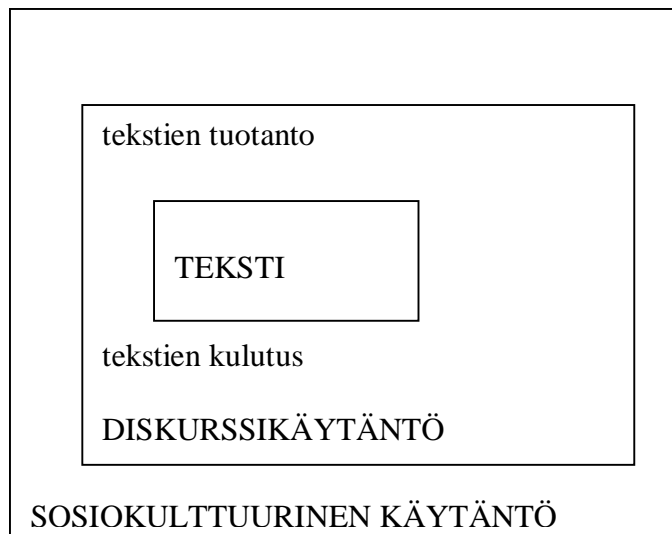 tekstien tuotanto
TEKSTI
tekstien kulutus
DISKURSSIKÄYTÄNTÖ
SOSIOKULTTUURINEN KÄYTÄNTÖ